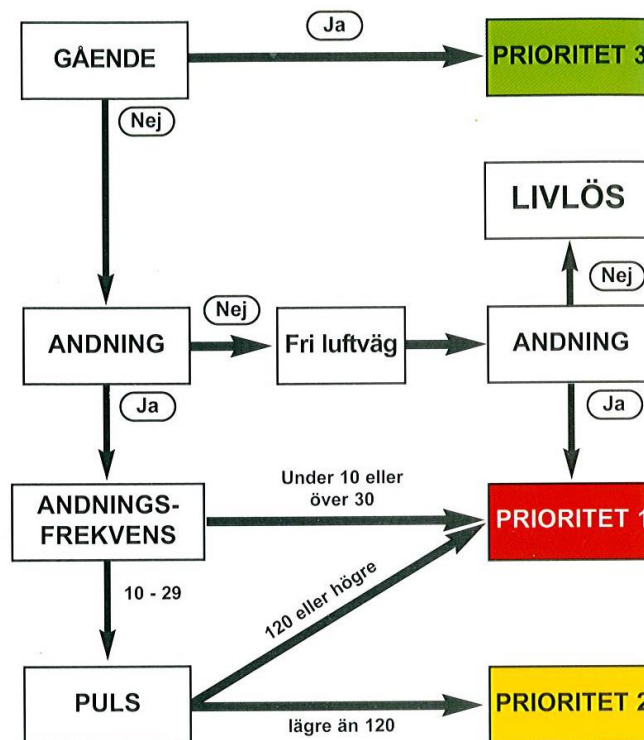 GÅENDE
Ja
PRIORITET 3
Nej
LIVLÖS
Nej
ANDNING
Nej
Fri luftväg
ANDNING
Ja
Ja
ANDNINGS-
FREKVENS
Under 10 eller
över 30
PRIORITET 1
10 - 29
120 eller högre
PULS
lägre än 120
PRIORITET 2